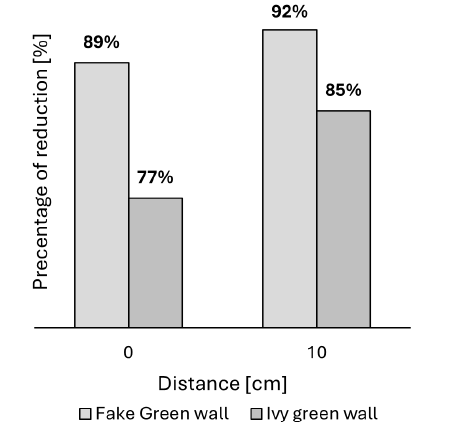 92%
89%
85%
77%
Precentage of reduction [%]
0 10
Distance [cm]
Fake Green wall Ivy green wall